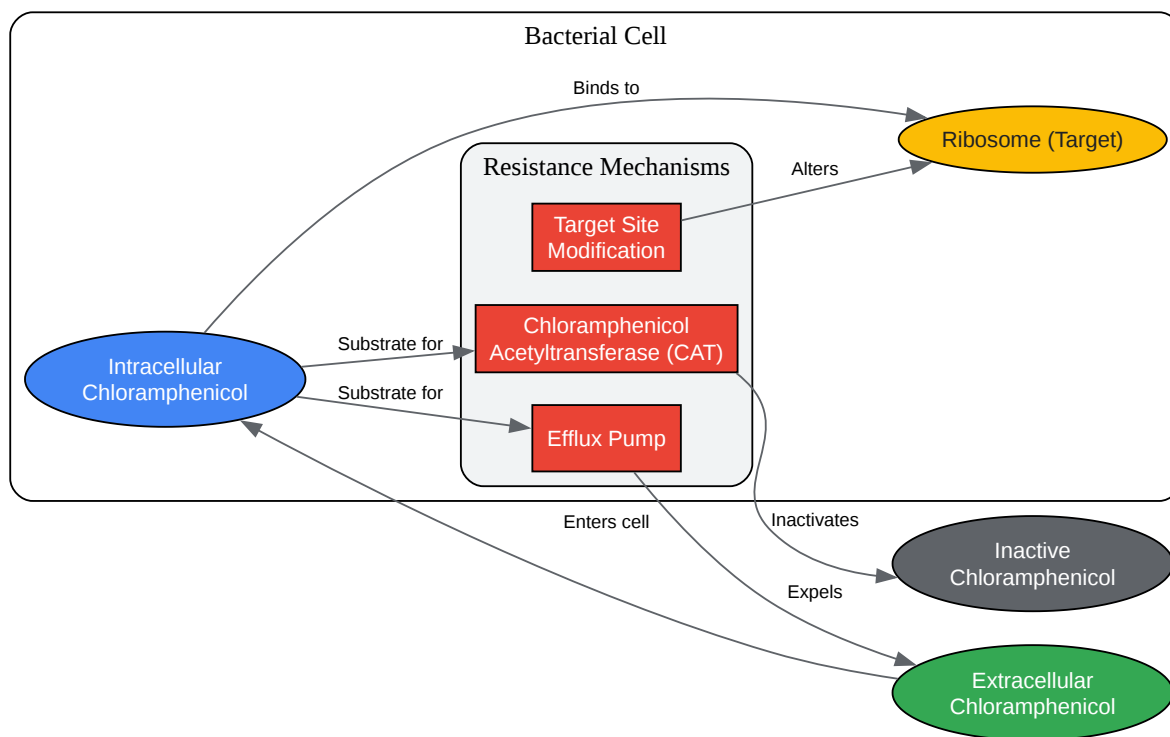 Bacterial Cell
Binds to
Ribosome (Target)
Resistance Mechanisms
Alters
Target Site
Modification
Chloramphenicol
Acetyltransferase (CAT)
Substrate for
Intracellular
Chloramphenicol
Substrate for
Efflux Pump
Enters cell
Inactivates
Inactive
Chloramphenicol
Expels
Extracellular
Chloramphenicol